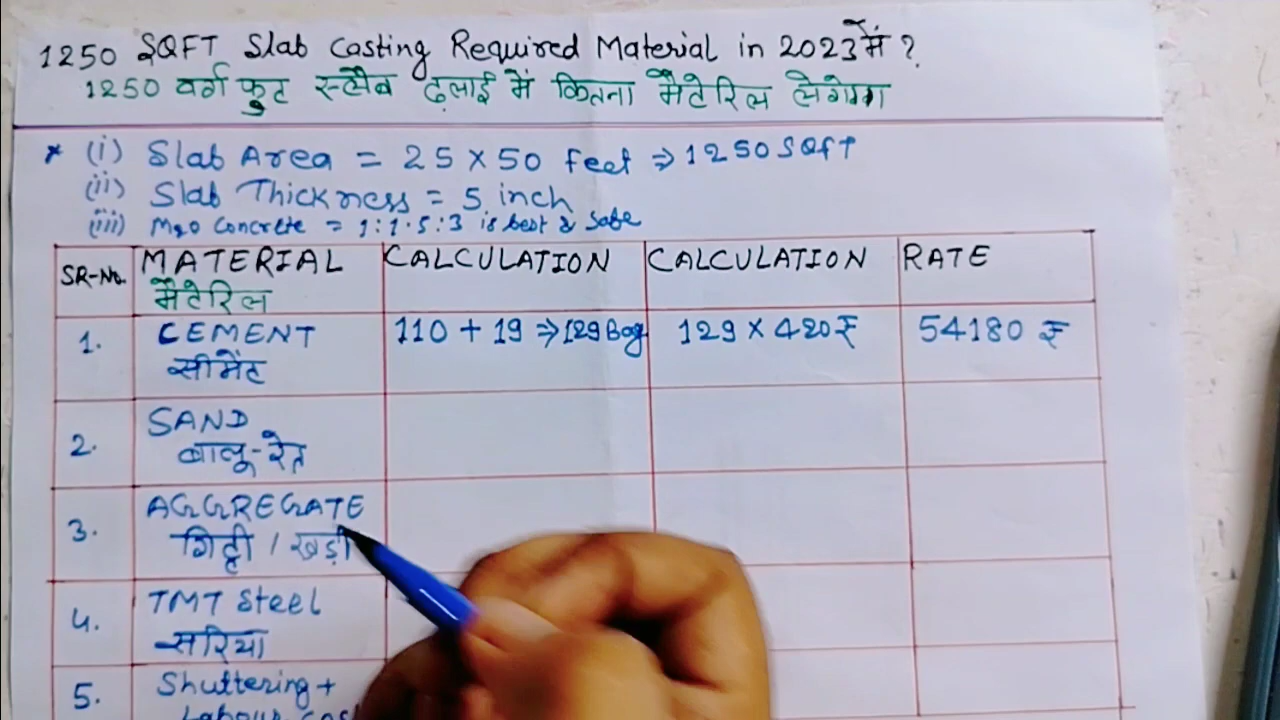 1250 SQFT Slab Casting Required Material in 2023 में ?
1250 वर्ग फुट स्लैब ढ़लाई में कितना मैटेरिल लगेगा
* (i) Slab Area = 25 × 50 Feet ⇒ 1250 SQFT
(ii) Slab Thickness = 5 inch
(iii) M20 Concrete = 1:1.5:3 is best & Safe
SR-No. MATERIAL CALCULATION CALCULATION RATE
मैटेरिल
1. CEMENT 110 + 19 ⇒ 129 Bag 129 × 420 ₹ 54180 ₹
सीमेंट
2. SAND
बालू-रेत
3. AGGREGATE
गिट्टी / खड़ी
4. TMT Steel
सरिया
5. Shuttering +
Labour